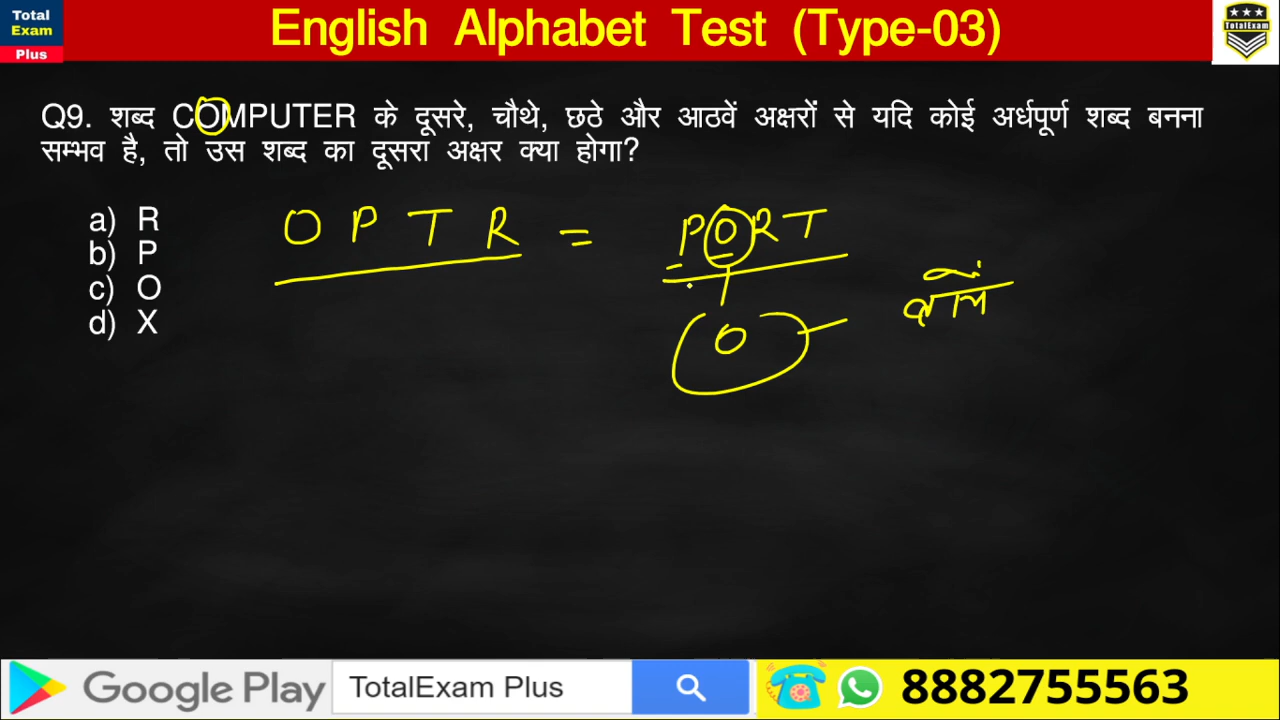 Total
Exam
Plus
English Alphabet Test (Type-03)
TotalExam
Q9. शब्द COMPUTER के दूसरे, चौथे, छठे और आठवें अक्षरों से यदि कोई अर्धपूर्ण शब्द बनना
सम्भव है, तो उस शब्द का दूसरा अक्षर क्या होगा?
a) R
b) P
c) O
d) X
O P T R = PORT
O
Google Play
TotalExam Plus
8882755563